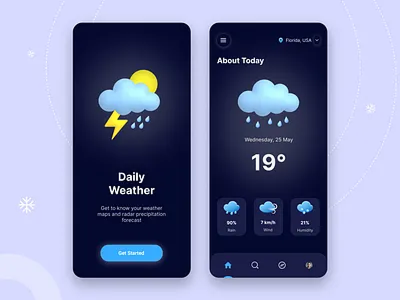 Daily
Weather
Get to know your weather
maps and radar precipitation
forecast
Get Started
Florida, USA
About Today
Wednesday, 25 May
19°
90%
Rain
7 km/h
Wind
21%
Humidity